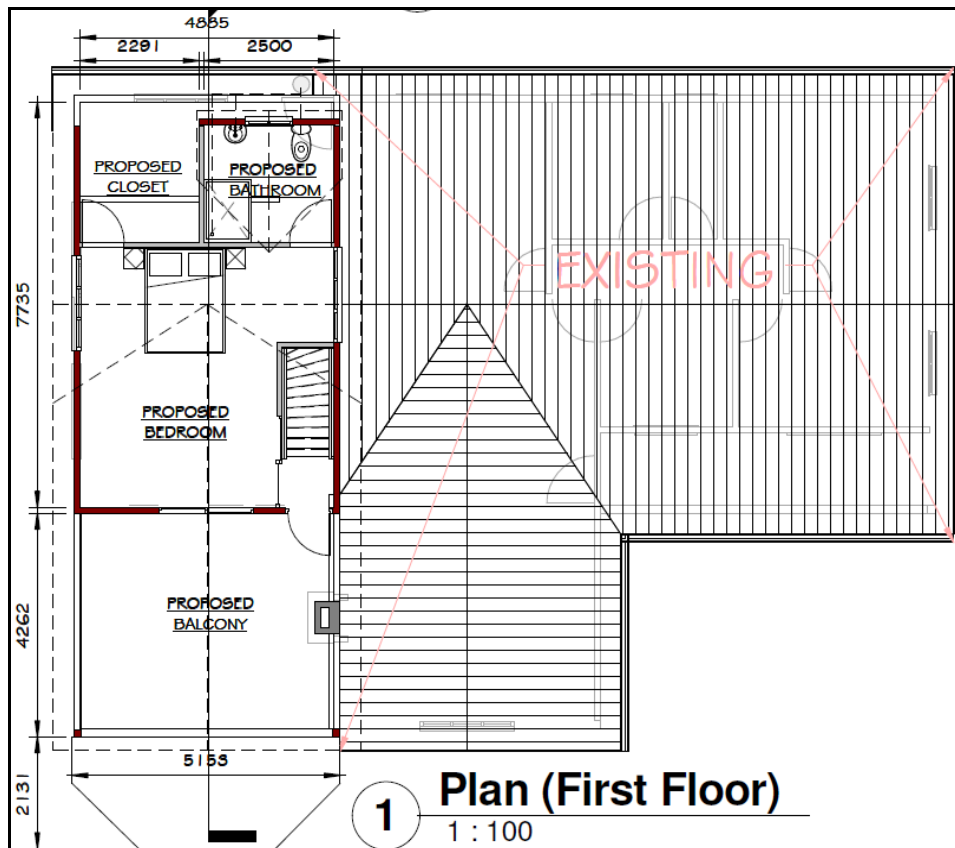 4885
2291
2500
PROPOSED
CLOSET
PROPOSED
BATHROOM
EXISTING
7735
PROPOSED
BEDROOM
PROPOSED
BALCONY
4262
5153
2131
1
Plan (First Floor)
1 : 100